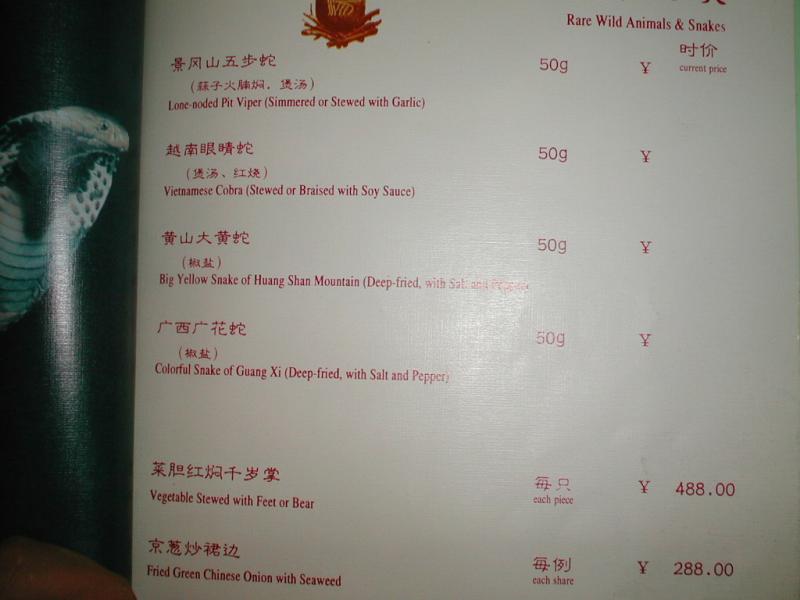 Rare Wild Animals & Snakes
时价
current price
景冈山五步蛇 50g ¥
（蒜子火腩焖．煲汤）
Lone-noded Pit Viper (Simmered or Stewed with Garlic)
越南眼睛蛇 50g ¥
（煲汤、红烧）
Vietnamese Cobra (Stewed or Braised with Soy Sauce)
黄山大黄蛇 50g ¥
（椒盐）
Big Yellow Snake of Huang Shan Mountain (Deep-fried, with Salt and Pepper)
广西广花蛇 50g ¥
（椒盐）
Colorful Snake of Guang Xi (Deep-fried, with Salt and Pepper)
菜胆红焖千岁掌 每只 ¥ 488.00
Vegetable Stewed with Feet or Bear each piece
京葱炒裙边 每例 ¥ 288.00
Fried Green Chinese Onion with Seaweed each share